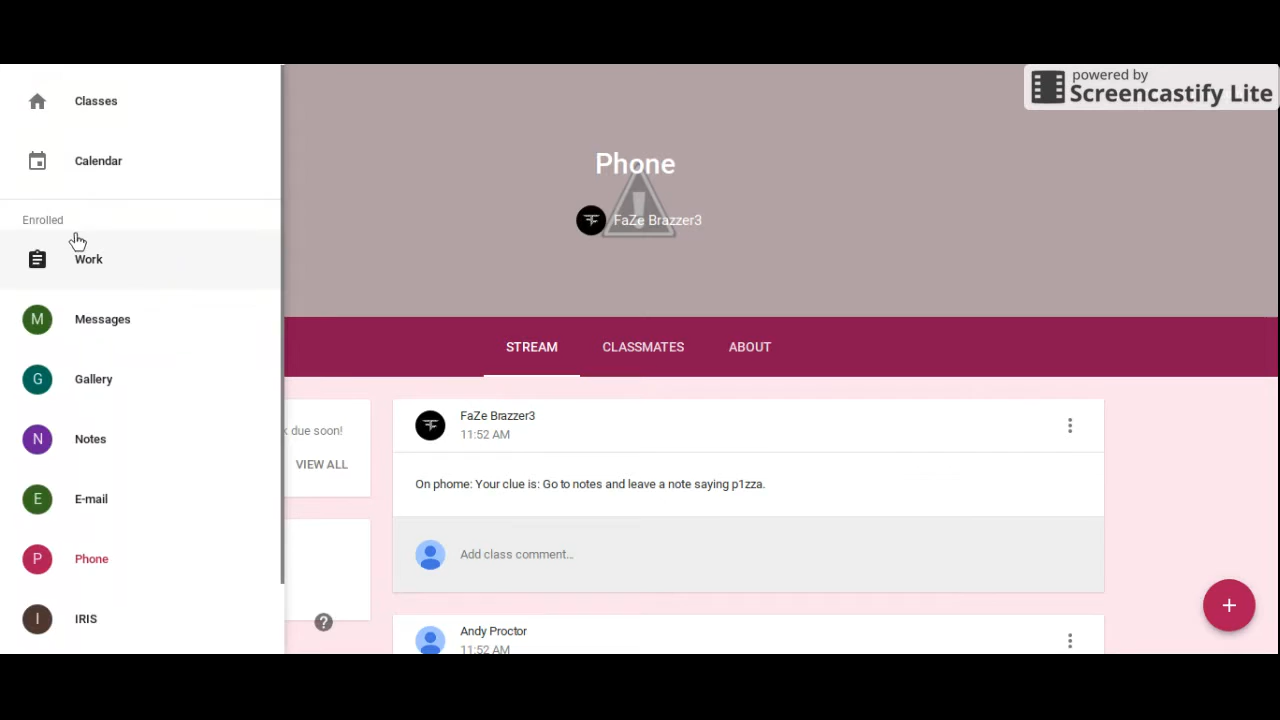 powered by
Screencastify Lite
Classes
Calendar
Enrolled
Work
M Messages
G Gallery
N Notes
E E-mail
P Phone
I IRIS
Phone
FaZe Brazzer3
STREAM CLASSMATES ABOUT
due soon!
VIEW ALL
?
FaZe Brazzer3
11:52 AM
On phome: Your clue is: Go to notes and leave a note saying p1zza.
Add class comment...
Andy Proctor
11:52 AM
+